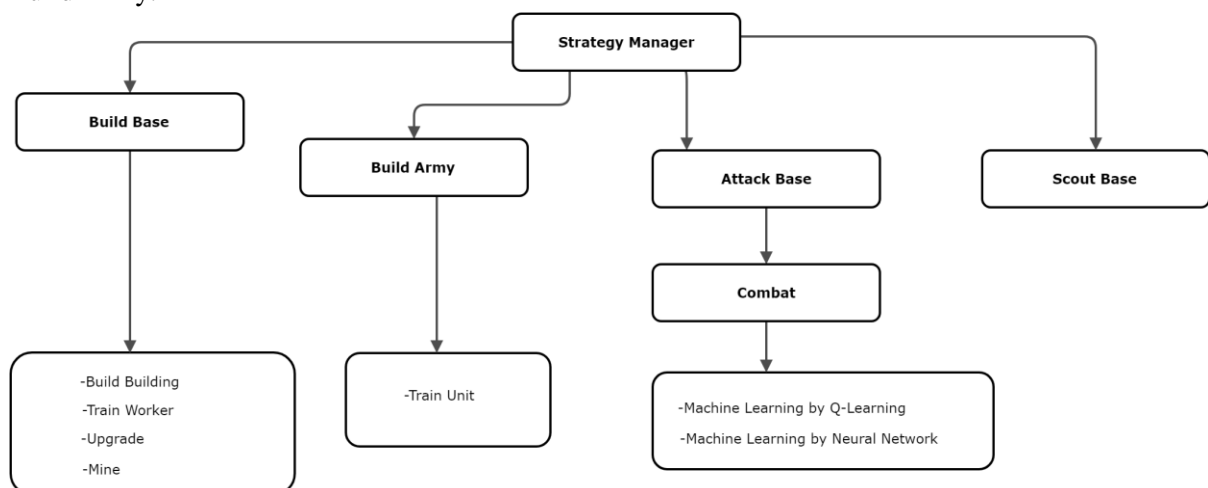 Strategy Manager
Build Base
Build Army
Attack Base
Scout Base
Combat
-Build Building
-Train Worker
-Upgrade
-Mine
-Train Unit
-Machine Learning by Q-Learning
-Machine Learning by Neural Network